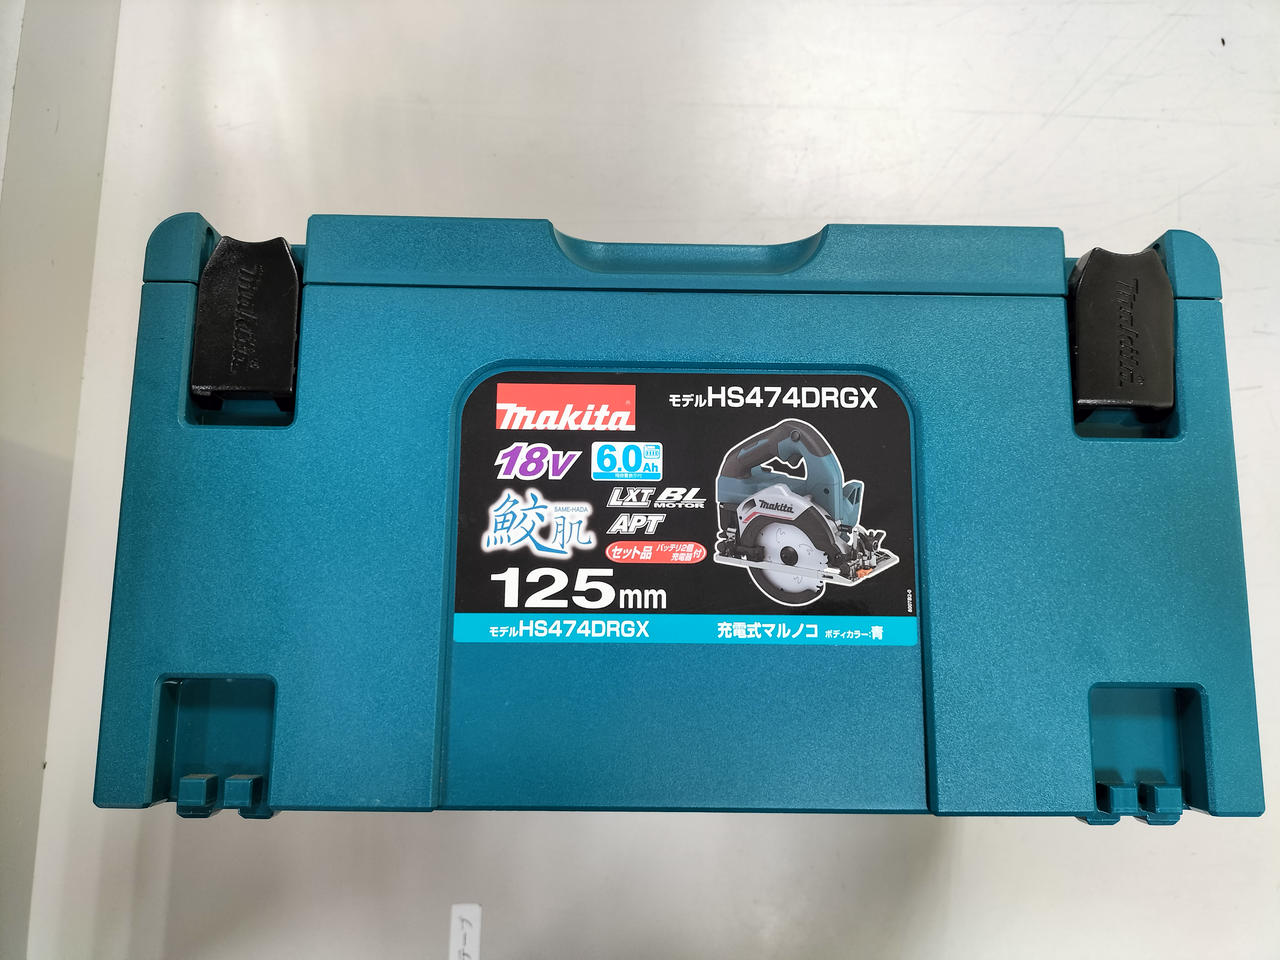 makita
makita
makita
モデルHS474DRGX
18V
6.0Ah
LXT BL MOTOR
鮫肌
SAME-HADA
APT
セット品 バッテリ2個 充電器付
makita
125mm
モデルHS474DRGX
充電式マルノコ ボディカラー:青